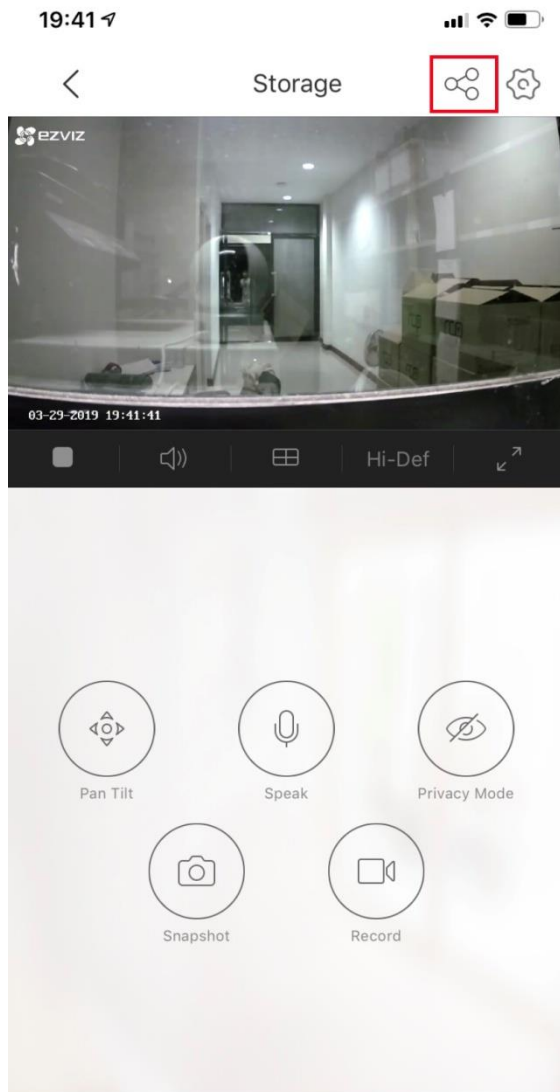 19:41
Storage
ezviz
03-29-2019 19:41:41
Hi-Def
Pan Tilt
Speak
Privacy Mode
Snapshot
Record